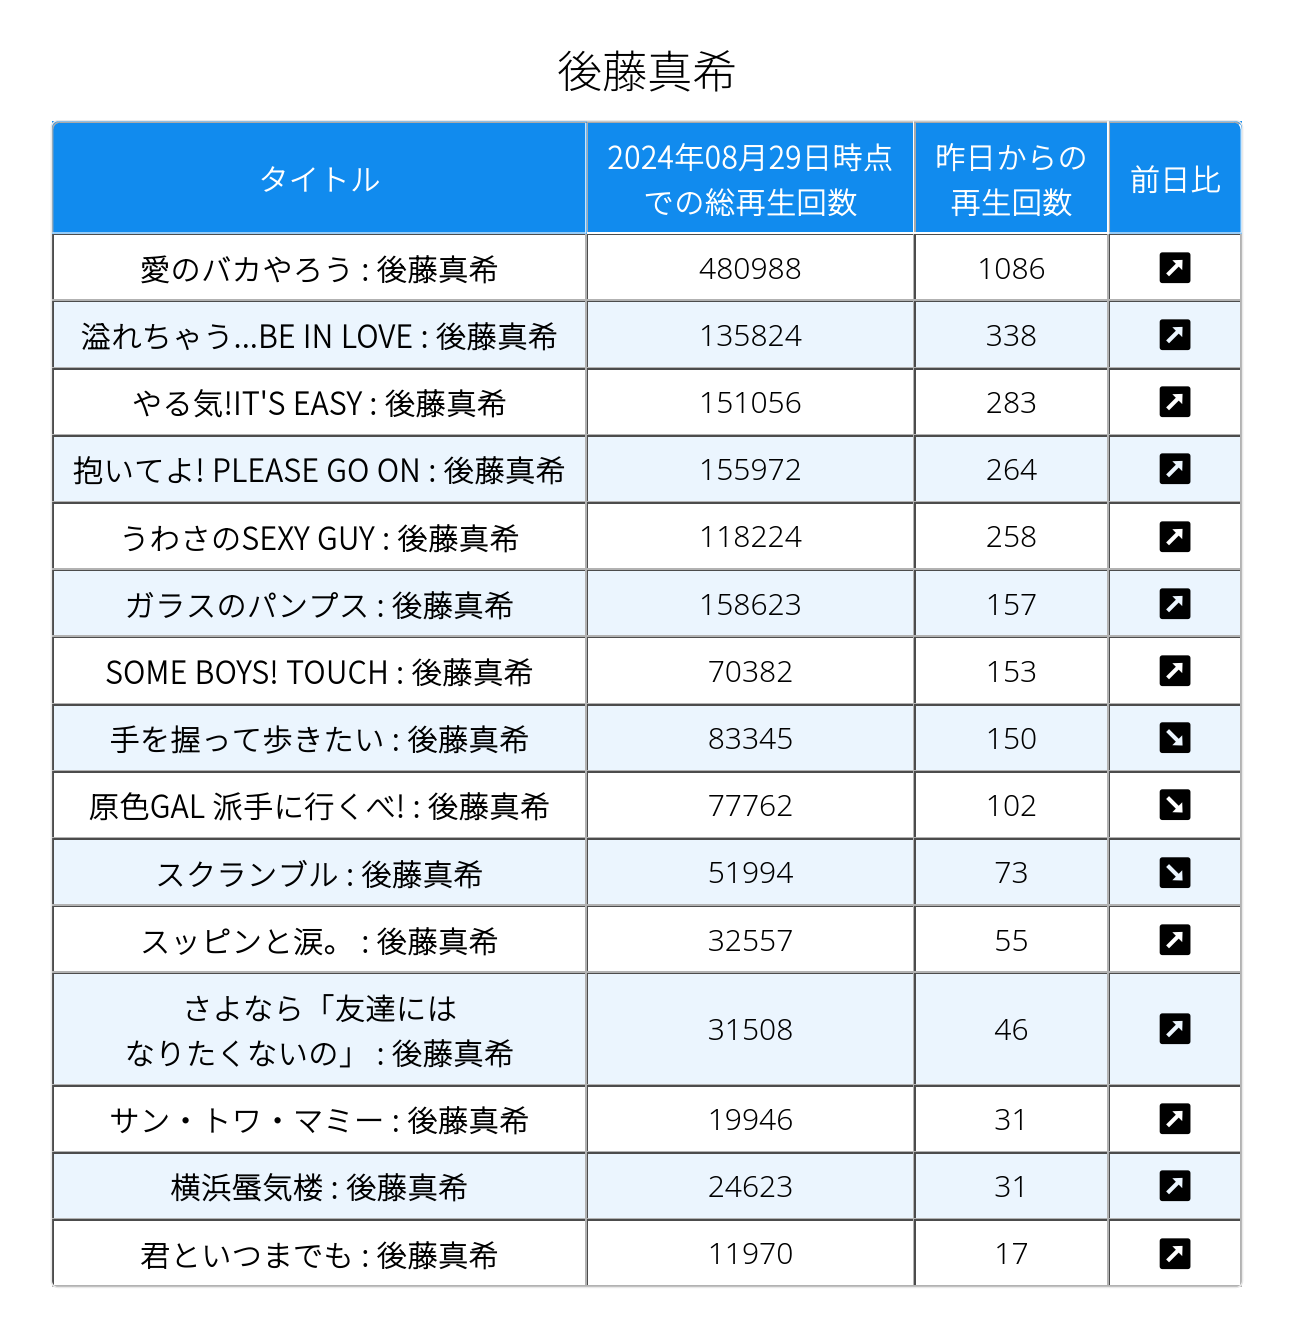 後藤真希
タイトル
2024年08月29日時点
での総再生回数
昨日からの
再生回数
前日比
愛のバカやろう : 後藤真希 480988 1086
溢れちゃう...BE IN LOVE : 後藤真希 135824 338
やる気!IT'S EASY : 後藤真希 151056 283
抱いてよ! PLEASE GO ON : 後藤真希 155972 264
うわさのSEXY GUY : 後藤真希 118224 258
ガラスのパンプス : 後藤真希 158623 157
SOME BOYS! TOUCH : 後藤真希 70382 153
手を握って歩きたい : 後藤真希 83345 150
原色GAL 派手に行くべ! : 後藤真希 77762 102
スクランブル : 後藤真希 51994 73
スッピンと涙。 : 後藤真希 32557 55
さよなら「友達には
なりたくないの」 : 後藤真希 31508 46
サン・トワ・マミー : 後藤真希 19946 31
横浜蜃気楼 : 後藤真希 24623 31
君といつまでも : 後藤真希 11970 17